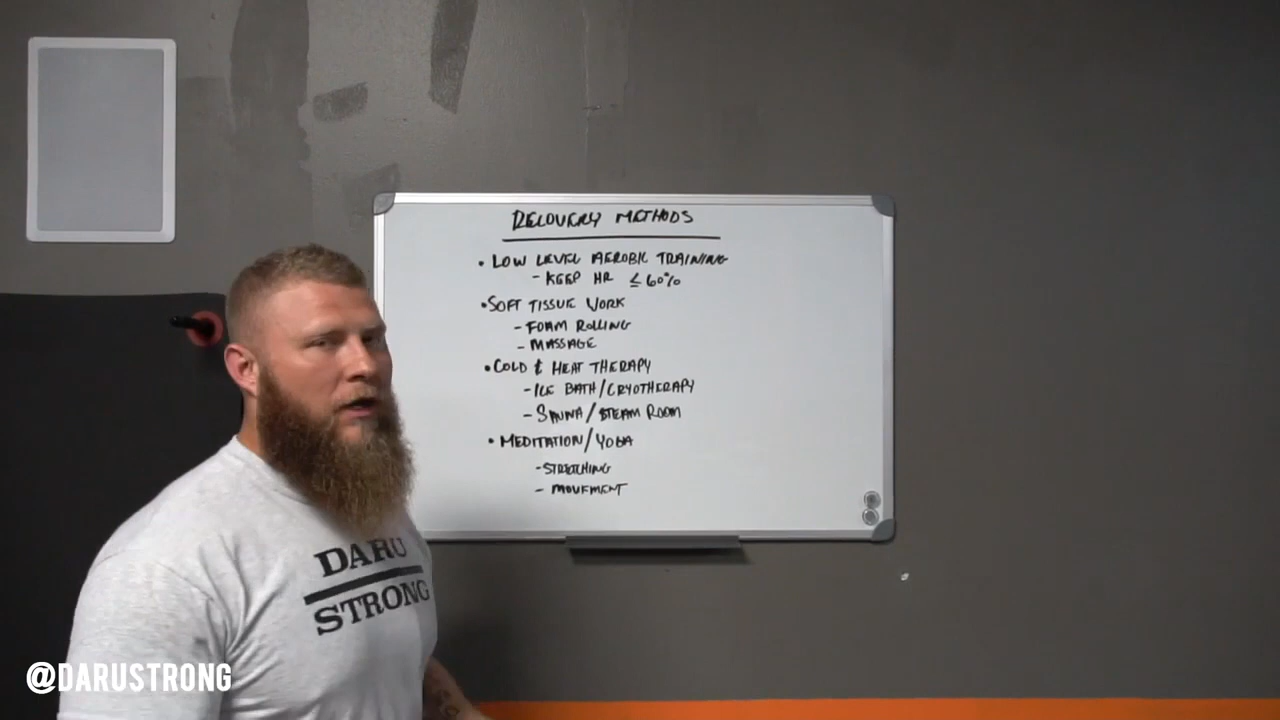 RECOVERY METHODS
• LOW LEVEL AEROBIC TRAINING
- KEEP HR ≤ 60%
• SOFT TISSUE WORK
- FOAM ROLLING
- MASSAGE
• COLD & HEAT THERAPY
- ICE BATH/CRYOTHERAPY
- SAUNA/STEAM ROOM
• MEDITATION/YOGA
- STRETCHING
- MOVEMENT
DARU
STRONG
@DARUSTRONG